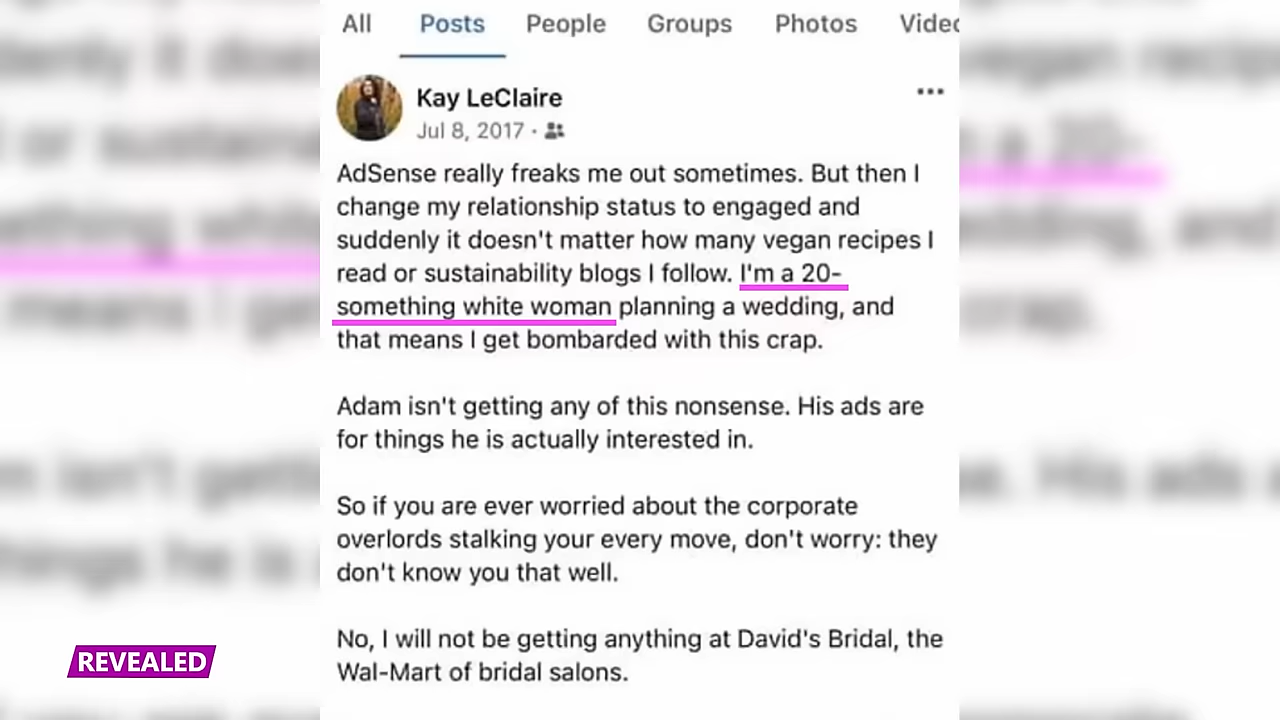 All Posts People Groups Photos Videc
Kay LeClaire
Jul 8, 2017 ·
AdSense really freaks me out sometimes. But then I
change my relationship status to engaged and
suddenly it doesn't matter how many vegan recipes I
read or sustainability blogs I follow. I'm a 20-
something white woman planning a wedding, and
that means I get bombarded with this crap.
Adam isn't getting any of this nonsense. His ads are
for things he is actually interested in.
So if you are ever worried about the corporate
overlords stalking your every move, don't worry: they
don't know you that well.
No, I will not be getting anything at David's Bridal, the
Wal-Mart of bridal salons.
REVEALED